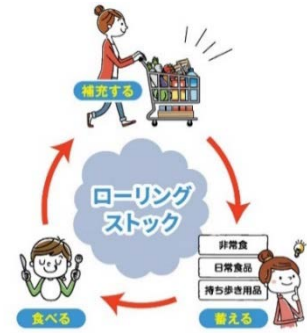 補充する
ローリング
ストック
非常食
日常食品
持ち歩き用品
食べる
蓄える